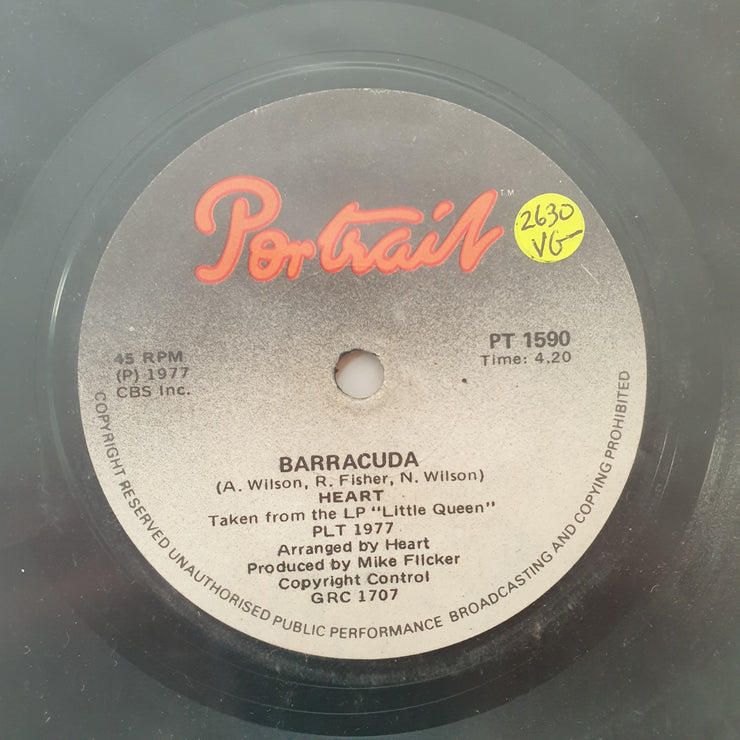 Portrait™
2630
VG-
45 RPM
(P) 1977
CBS Inc.
PT 1590
Time: 4.20
BARRACUDA
(A. Wilson, R. Fisher, N. Wilson)
HEART
Taken from the LP "Little Queen"
PLT 1977
Arranged by Heart
Produced by Mike Flicker
Copyright Control
GRC 1707
COPYRIGHT RESERVED UNAUTHORISED PUBLIC PERFORMANCE BROADCASTING AND COPYING PROHIBITED